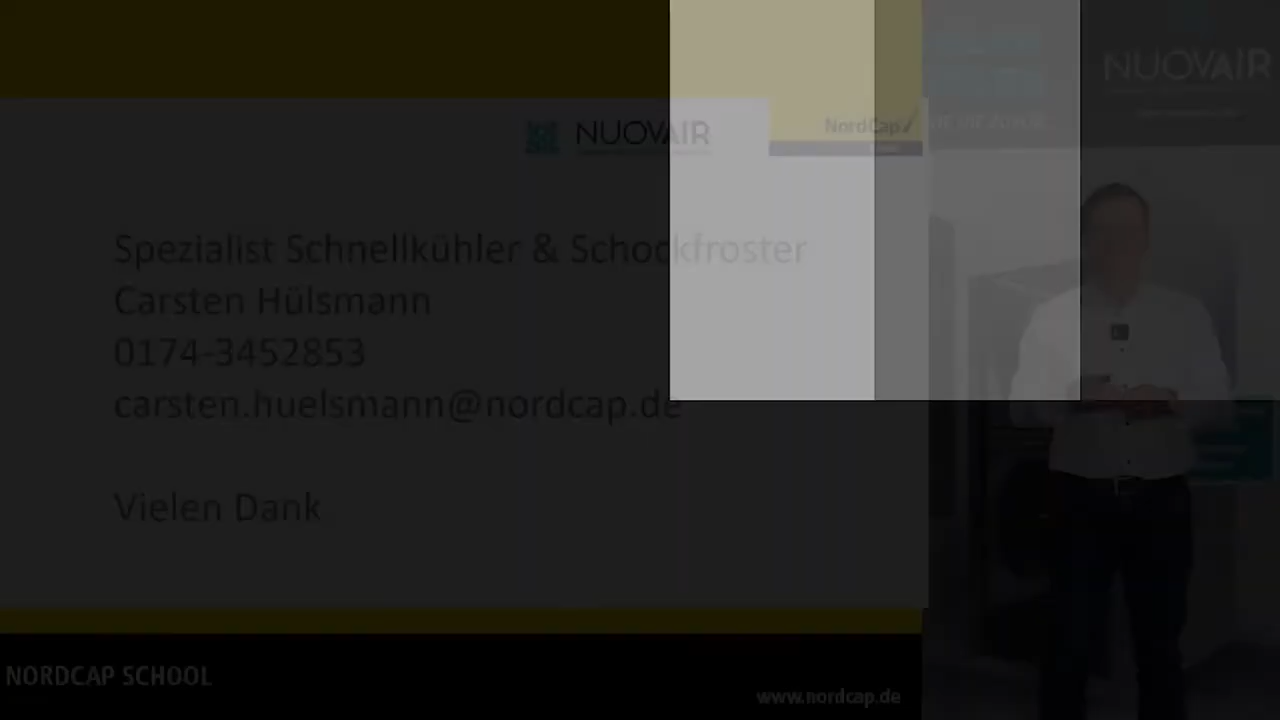 NUOVAIR
NUOVAIR
NordCap
Spezialist Schnellkühler & Schockfroster
Carsten Hülsmann
0174-3452853
carsten.huelsmann@nordcap.de
Vielen Dank
NORDCAP SCHOOL
www.nordcap.de